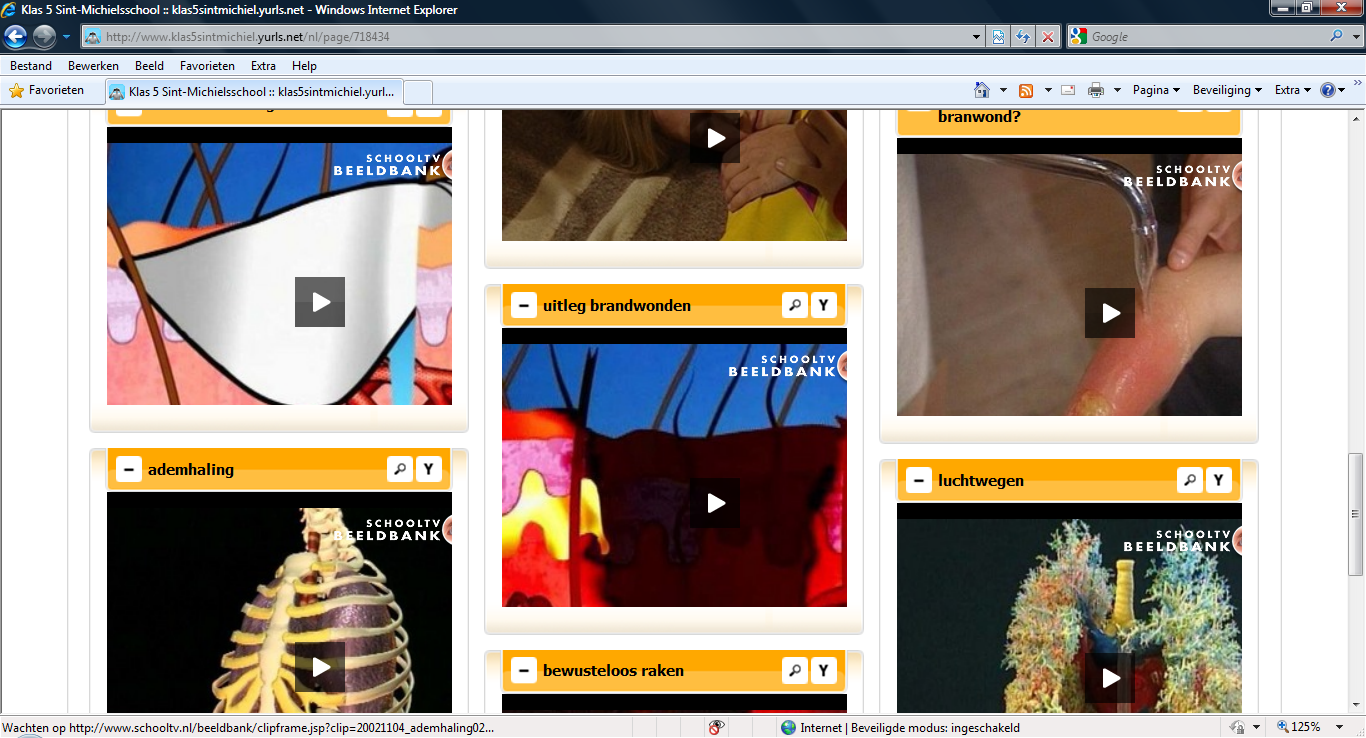 Klas 5 Sint-Michielsschool :: klas5sintmichiel.yurls.net - Windows Internet Explorer
http://www.klas5sintmichiel.yurls.net/nl/page/718434
Google
Bestand Bewerken Beeld Favorieten Extra Help
Favorieten
Klas 5 Sint-Michielsschool :: klas5sintmichiel.yurl...
Pagina Beveiliging Extra
SCHOOLTV
BEELDBANK
ademhaling
Y
SCHOOLTV
BEELDBANK
uitleg brandwonden
Y
SCHOOLTV
BEELDBANK
bewusteloos raken
Y
branwond?
SCHOOLTV
BEELDBANK
luchtwegen
Y
SCHOOLTV
BEELDBANK
Wachten op http://www.schooltv.nl/beeldbank/clipframe.jsp?clip=20021104_ademhaling02...
Internet | Beveiligde modus: ingeschakeld
125%